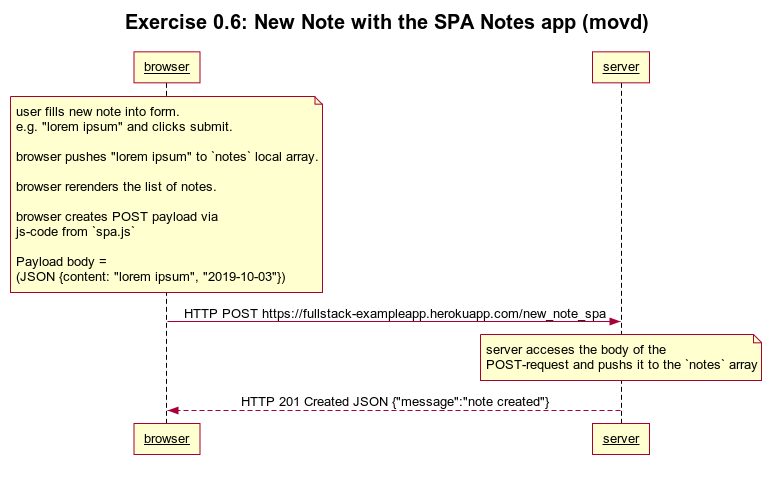 Exercise 0.6: New Note with the SPA Notes app (movd)
browser
server
user fills new note into form.
e.g. "lorem ipsum" and clicks submit.
browser pushes "lorem ipsum" to `notes` local array.
browser rerenders the list of notes.
browser creates POST payload via
js-code from `spa.js`
Payload body =
(JSON {content: "lorem ipsum", "2019-10-03"})
HTTP POST https://fullstack-exampleapp.herokuapp.com/new_note_spa
server acceses the body of the
POST-request and pushes it to the `notes` array
HTTP 201 Created JSON {"message":"note created"}
browser
server